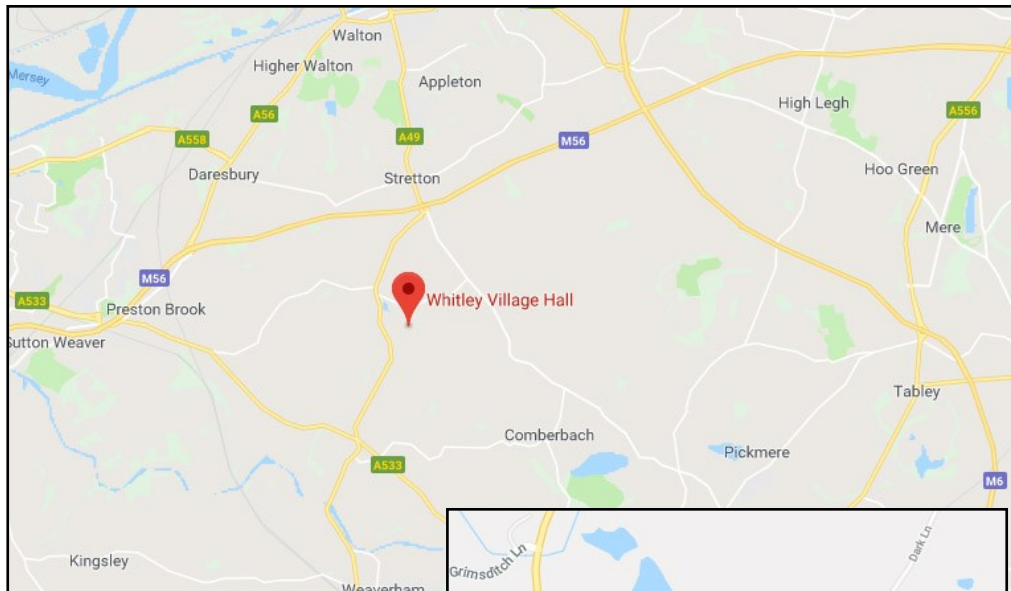 Walton
Higher Walton
Mersey
Appleton
High Legh
A56
A556
A558
A49
M56
Daresbury
Stretton
Hoo Green
Mere
M56
Whitley Village Hall
A533
Preston Brook
Sutton Weaver
Tabley
Comberbach
Pickmere
A533
M6
Grimsditch Ln
Dark Ln
Kingsley
Weaverham